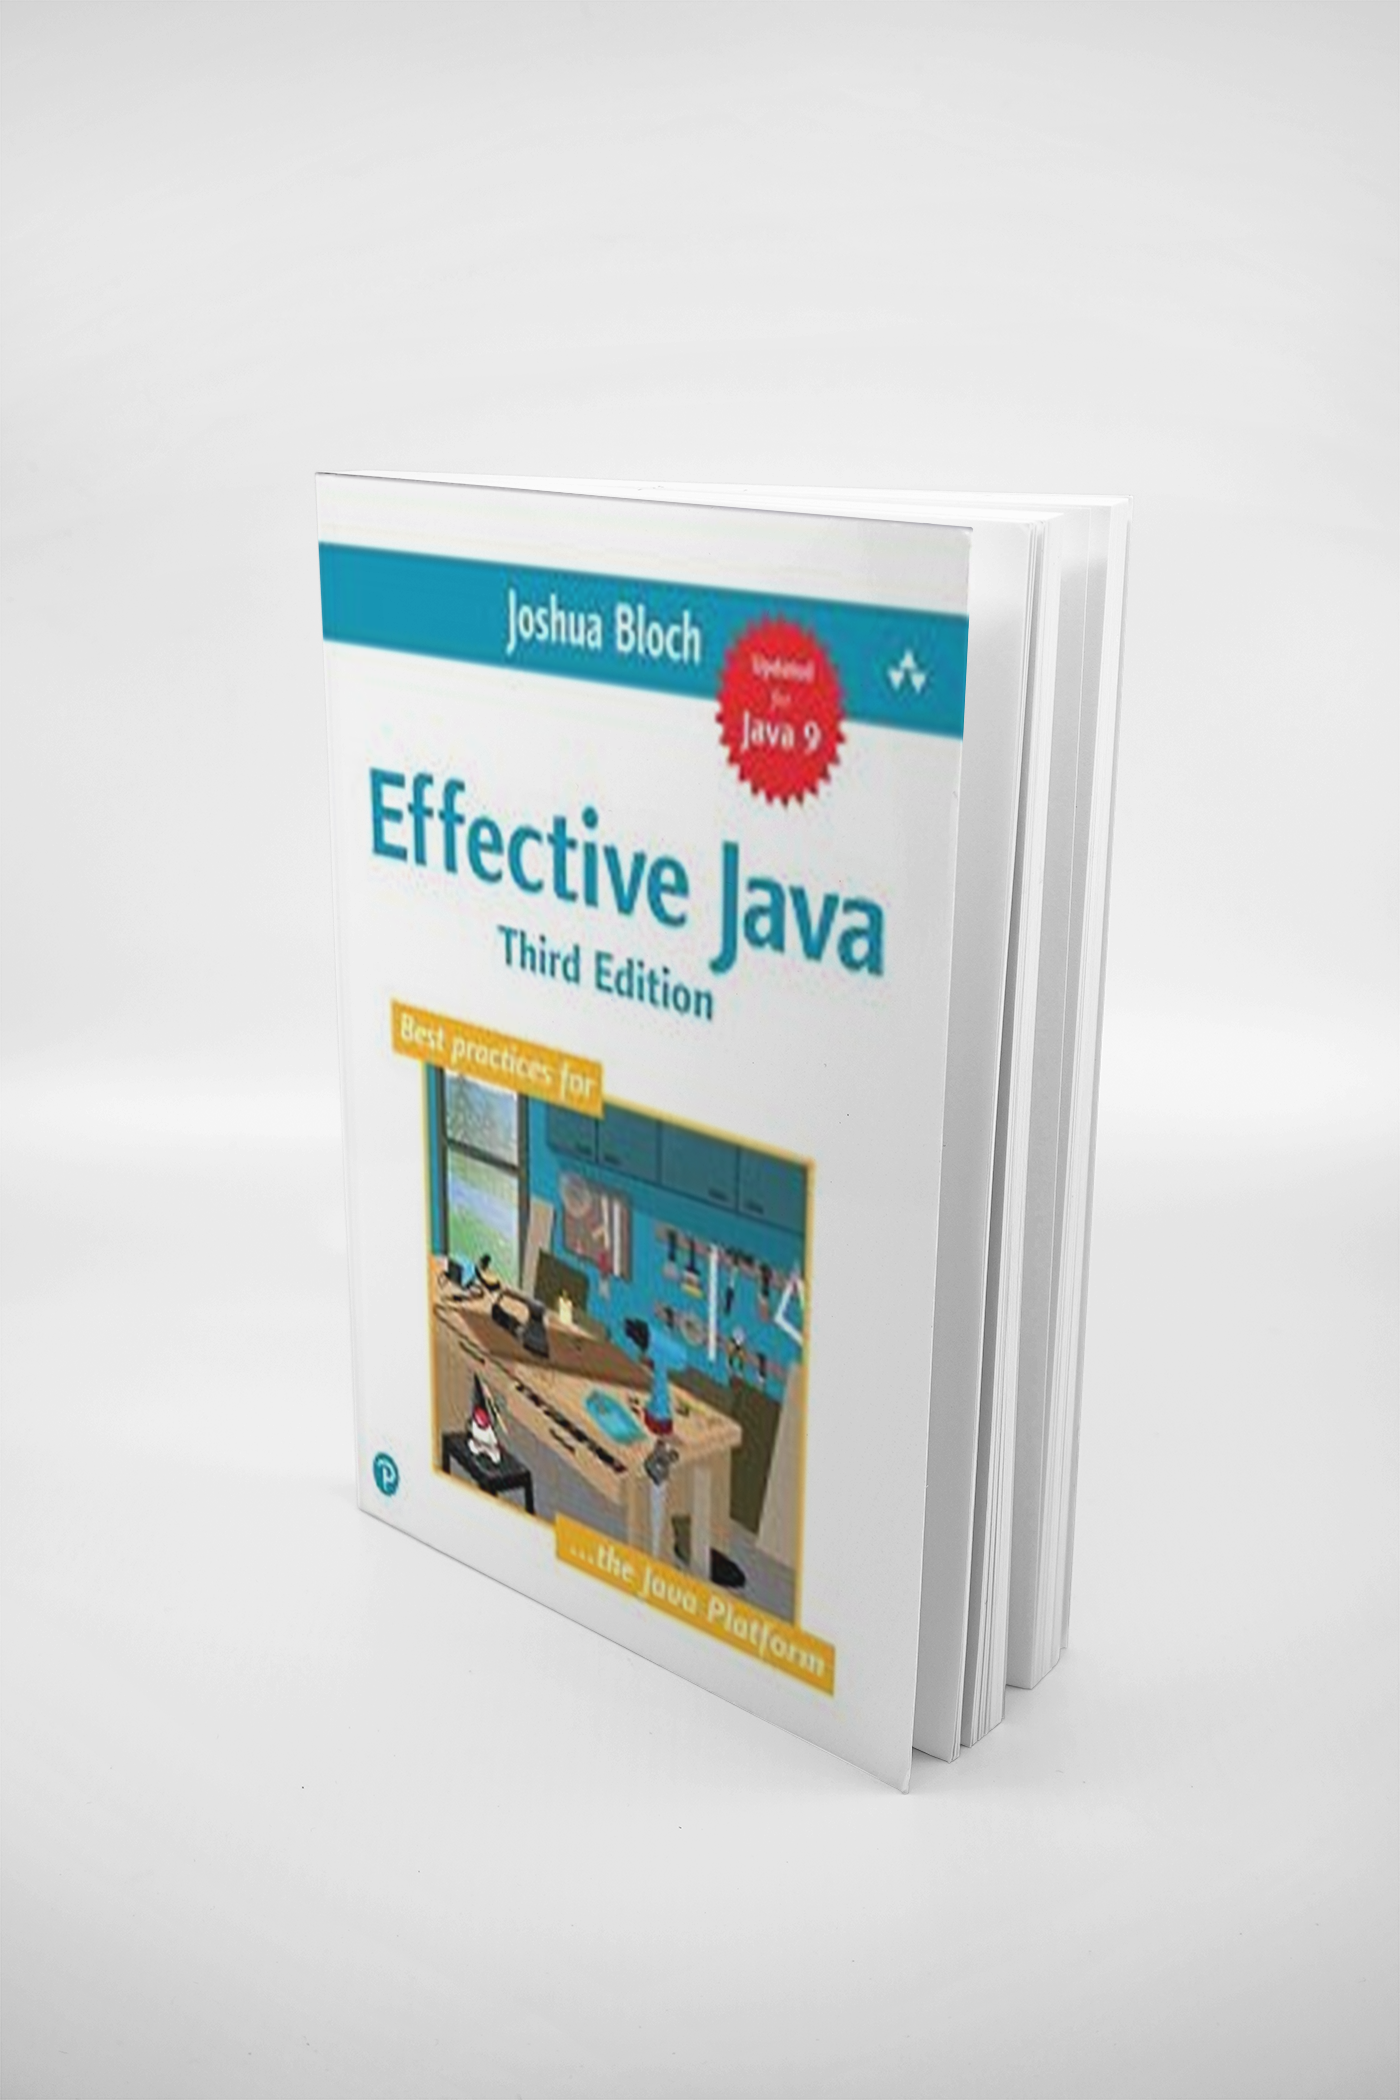 Joshua Bloch
Updated
for
Java 9
Effective Java
Third Edition
Best practices for
...the Java Platform
P